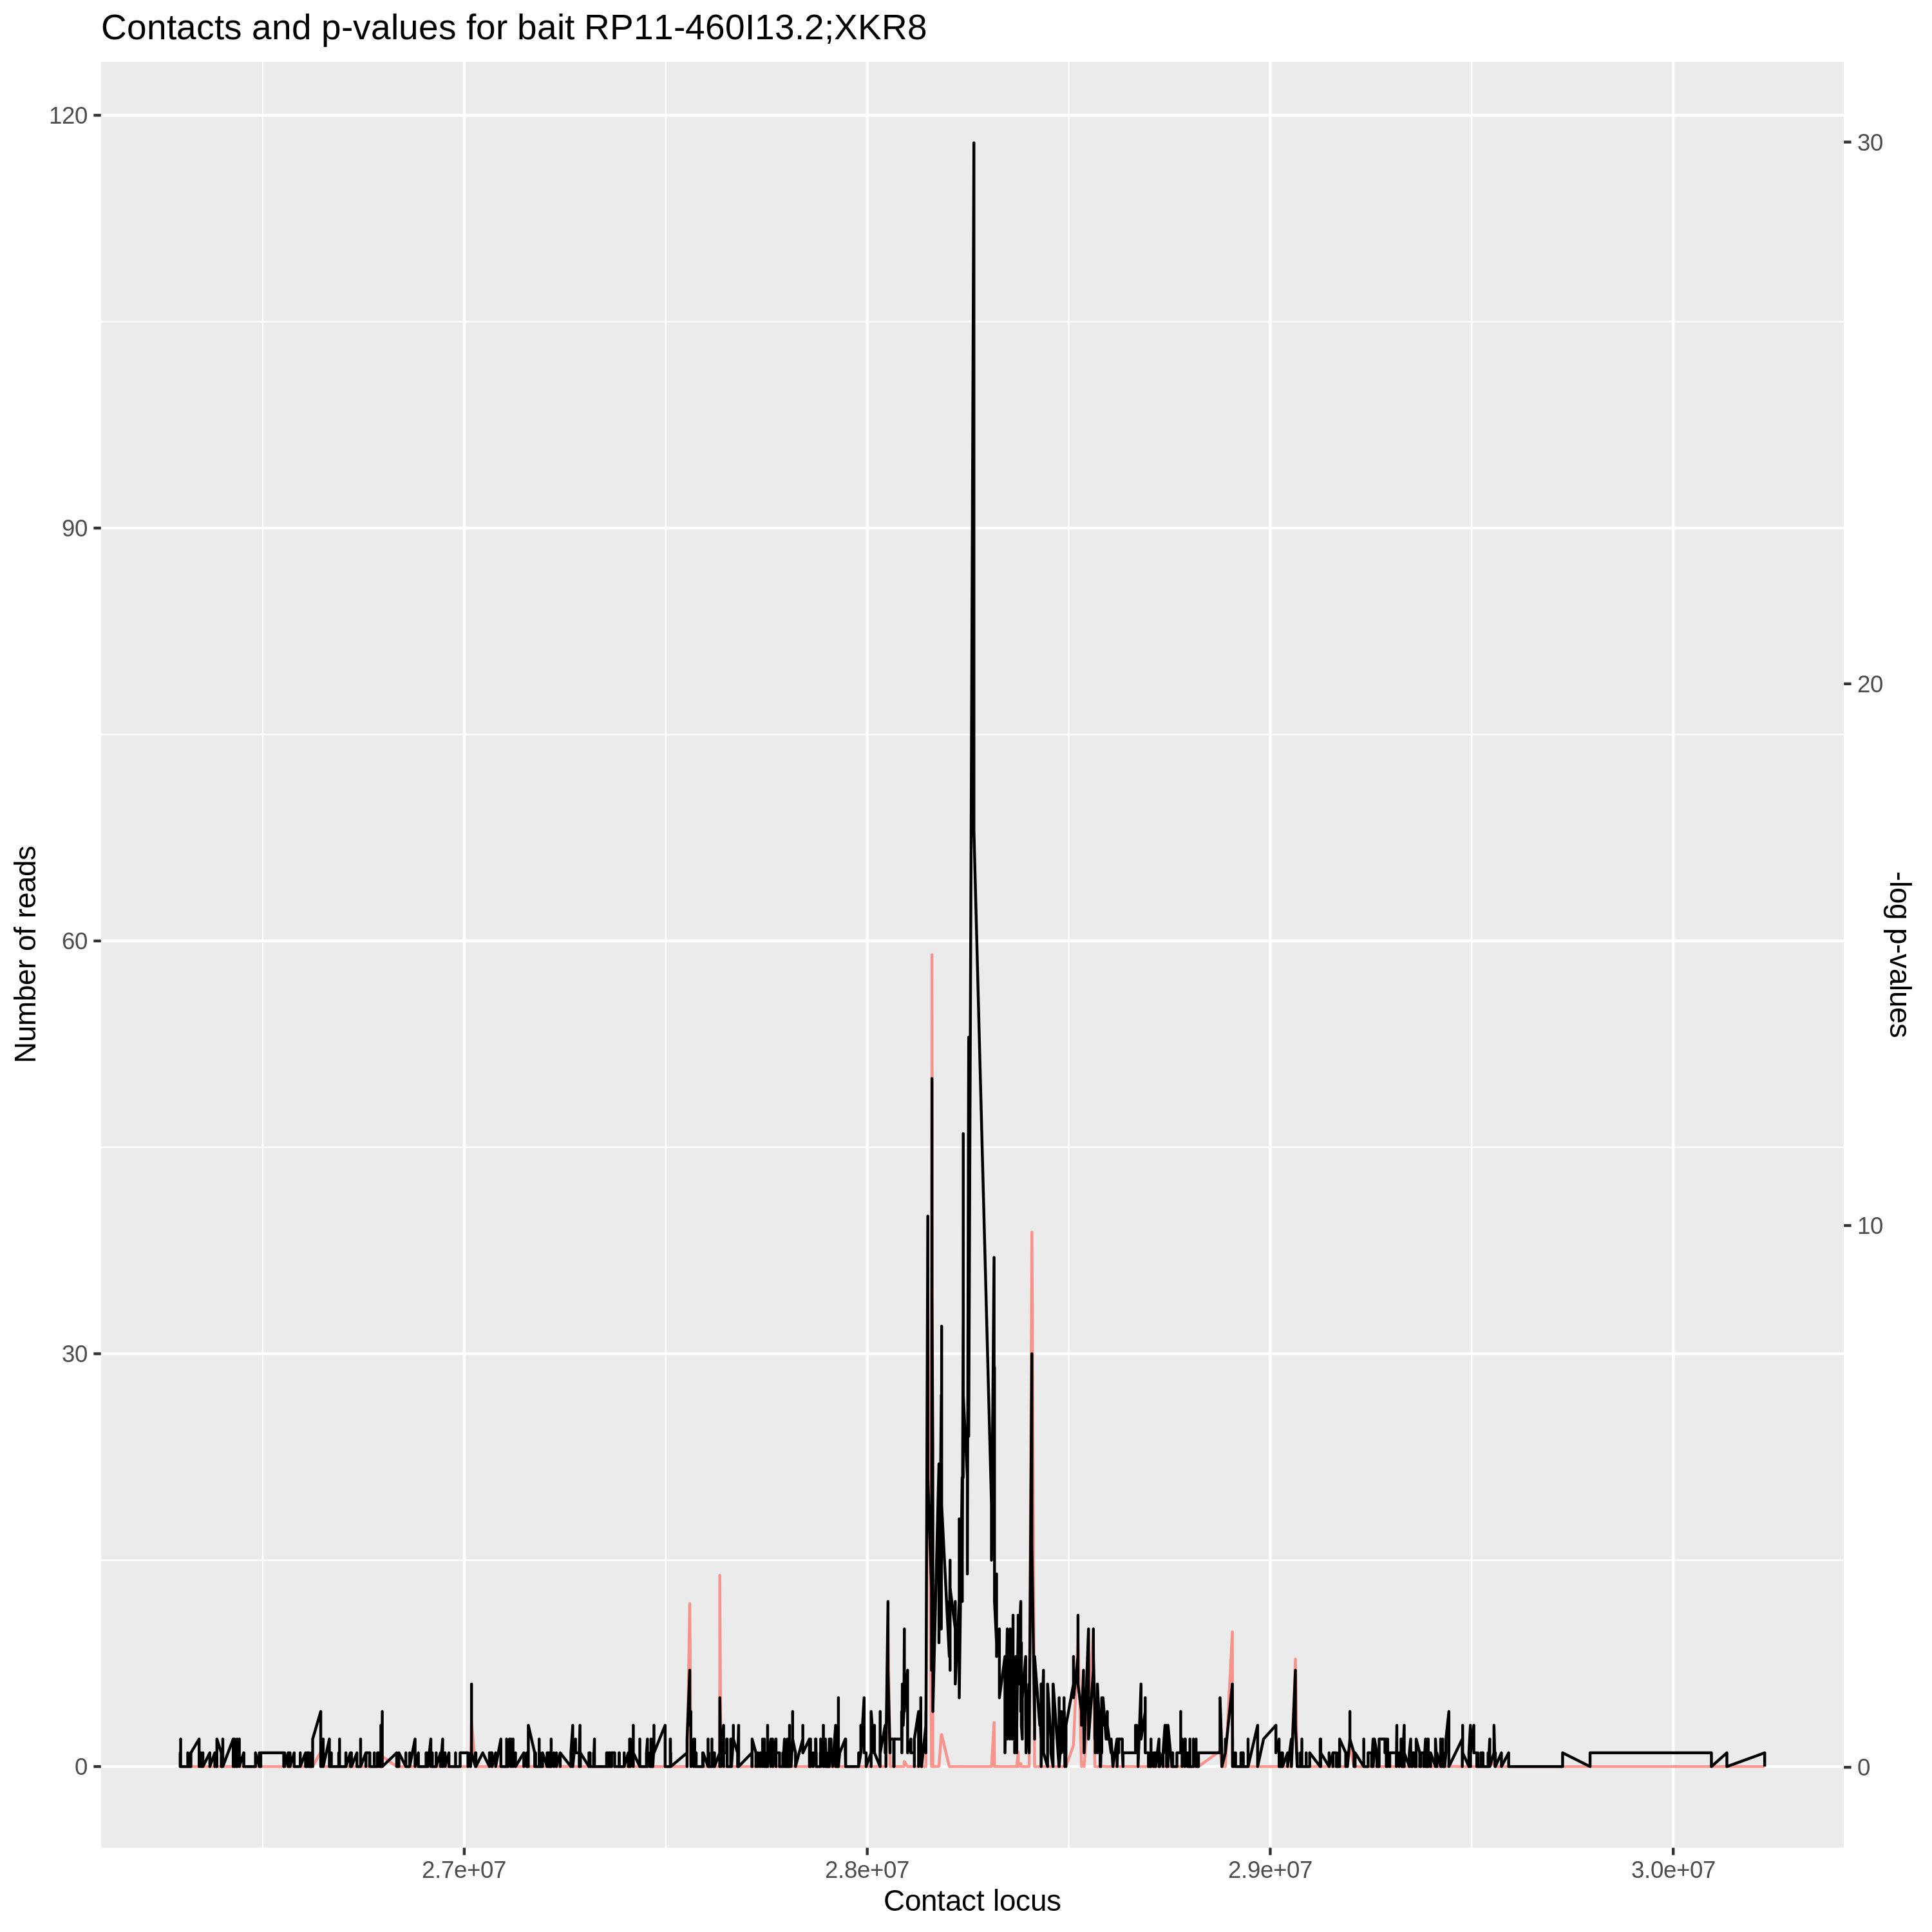 Contacts and p-values for bait RP11-460I13.2;XKR8
120
90
60
30
0
Number of reads
30
20
10
0
-log p-values
2.7e+07
2.8e+07
2.9e+07
3.0e+07
Contact locus